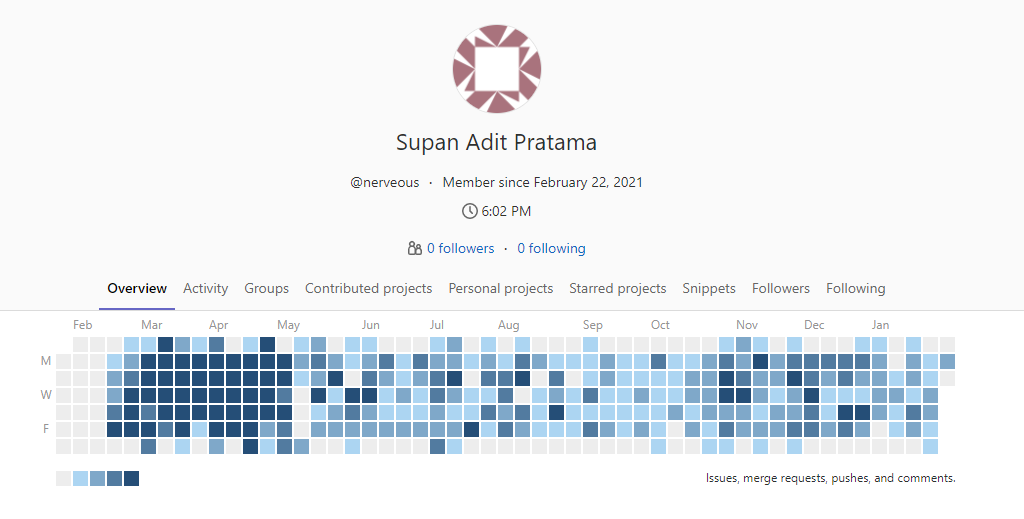 Supan Adit Pratama
@nerveous · Member since February 22, 2021
6:02 PM
0 followers · 0 following
Overview Activity Groups Contributed projects Personal projects Starred projects Snippets Followers Following
Feb Mar Apr May Jun Jul Aug Sep Oct Nov Dec Jan
M
W
F
Issues, merge requests, pushes, and comments.